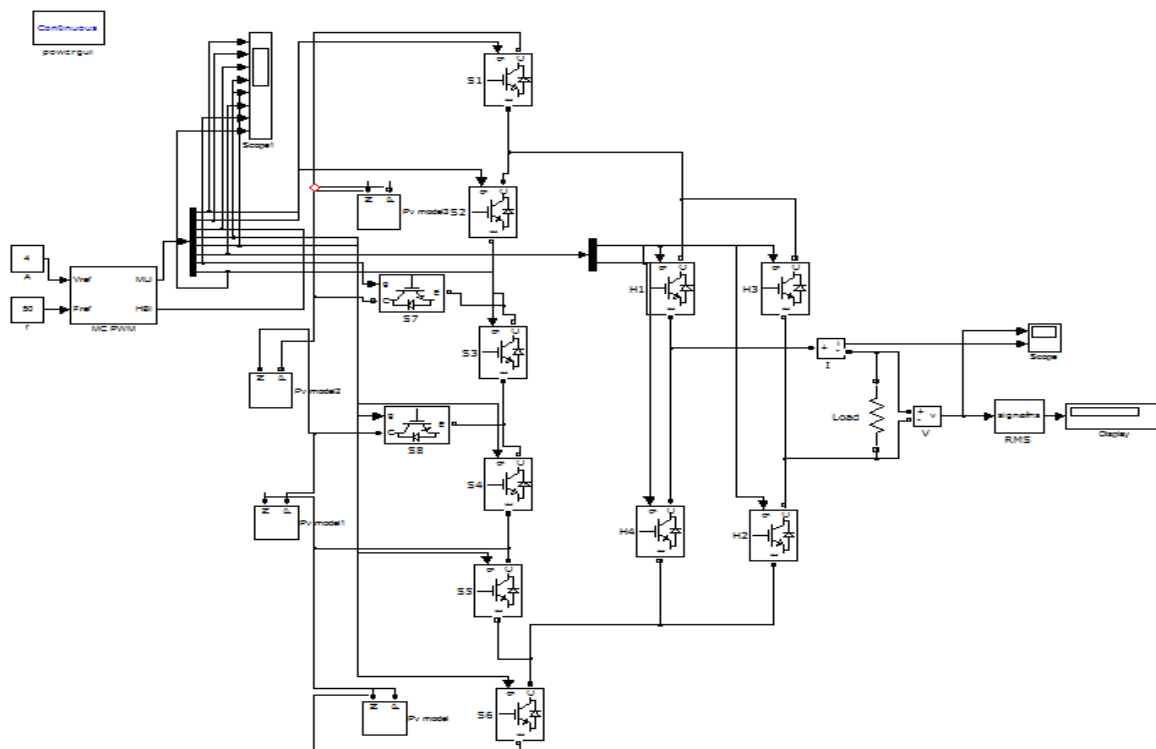 Continuous
powergui
Scope1
S1
g
C
E
S2
g
C
N
P
Pv model3
4
A
50
f
Vref
Fref
MLI
HBI
MC PWM
g
C
E
S7
S3
g
C
H1
g
C
H3
g
C
N
P
Pv model2
g
C
E
S8
+
-
i
I
Scope
Load
+
-
v
V
signal rms
RMS
Display
S4
g
C
N
P
Pv model1
H4
g
C
H2
g
C
S5
g
C
S6
g
C
N
P
Pv model